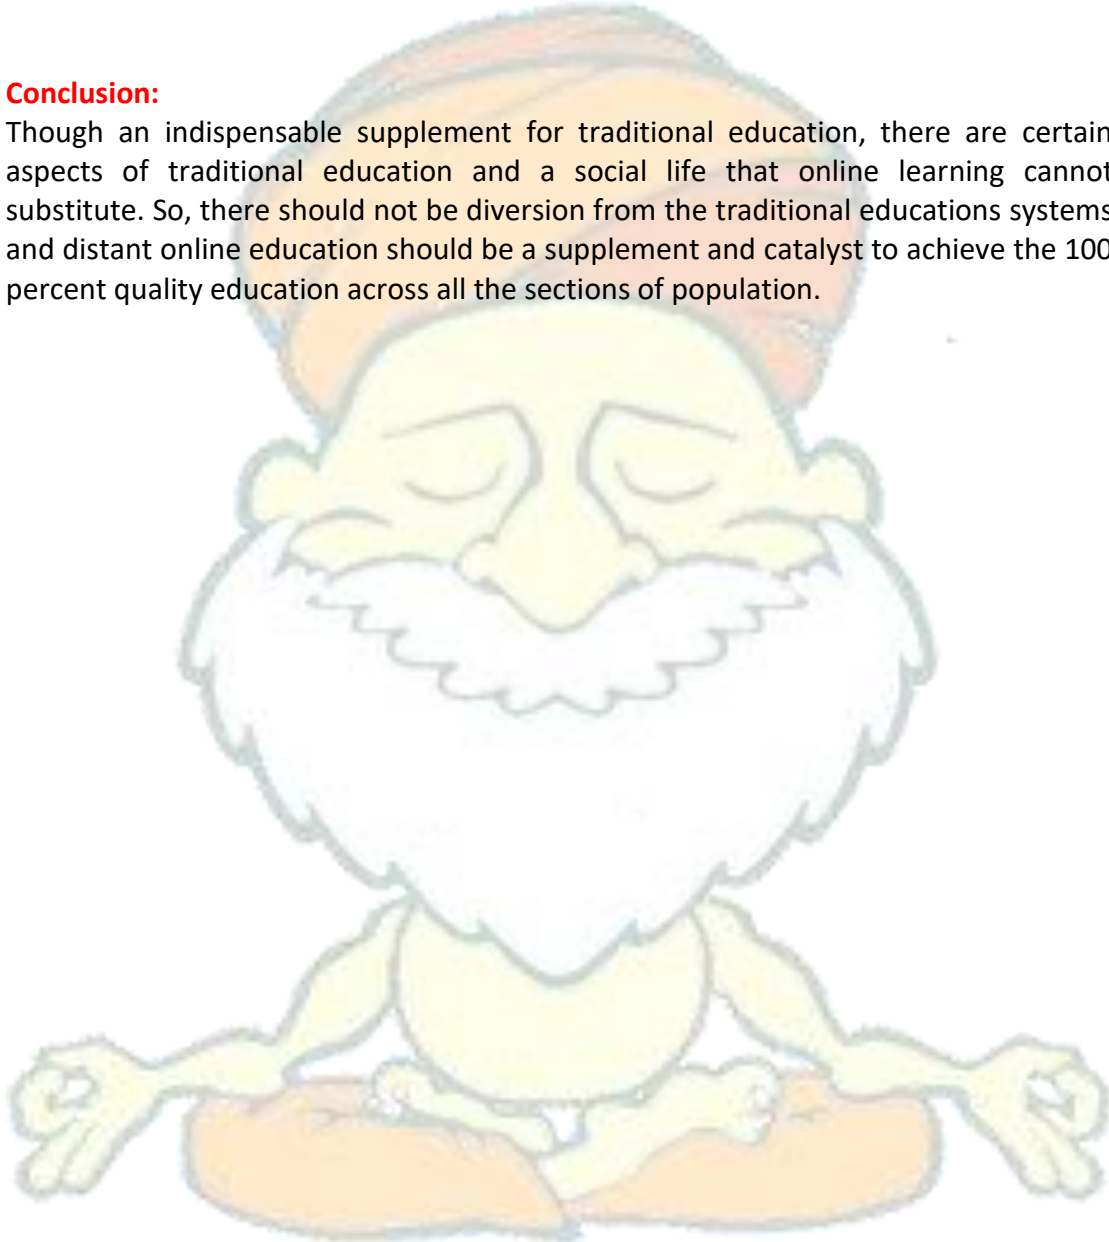 Conclusion:
Though an indispensable supplement for traditional education, there are certain
aspects of traditional education and a social life that online learning cannot
substitute. So, there should not be diversion from the traditional educations systems
and distant online education should be a supplement and catalyst to achieve the 100
percent quality education across all the sections of population.